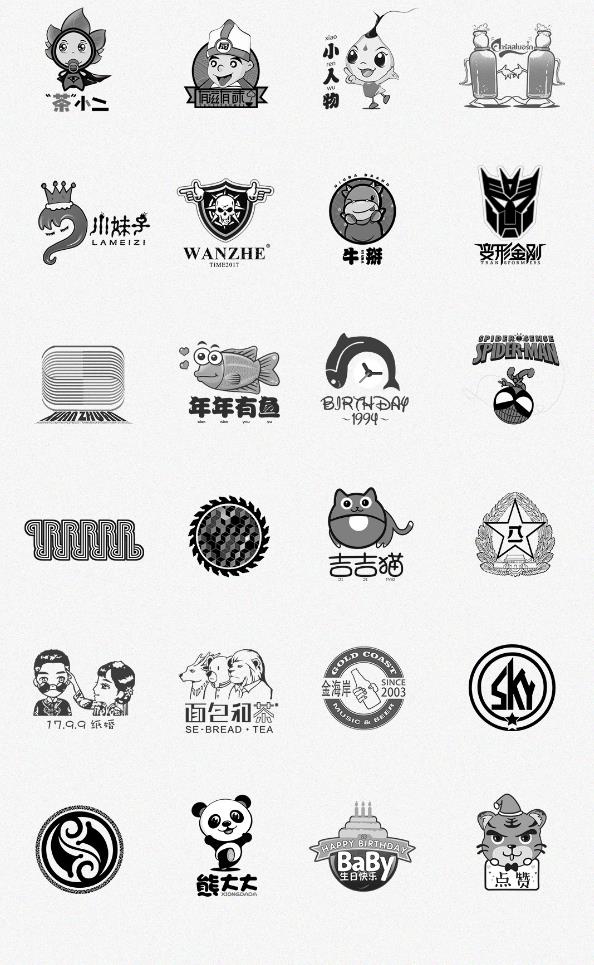 "茶"小二
xiao
小
ren
人
wu
物
小妹子
LAMEIZI
WANZHE®
TIME2017
牛掰
变形金刚
TRANSFORMERS
年年有鱼
nian nian you yu
BIRTHDAY
~1994~
SPIDER SENSE
SPIDER-MAN
吉吉猫
JI JI MAO
八一
17.9.9 纸婚
面包和茶
SE·BREAD·TEA
GOLD COAST
金海岸
SINCE
2003
MUSIC & BEER
SKY
熊大大
XIONGDADA
HAPPY BIRTHDAY
BaBy
生日快乐
点赞